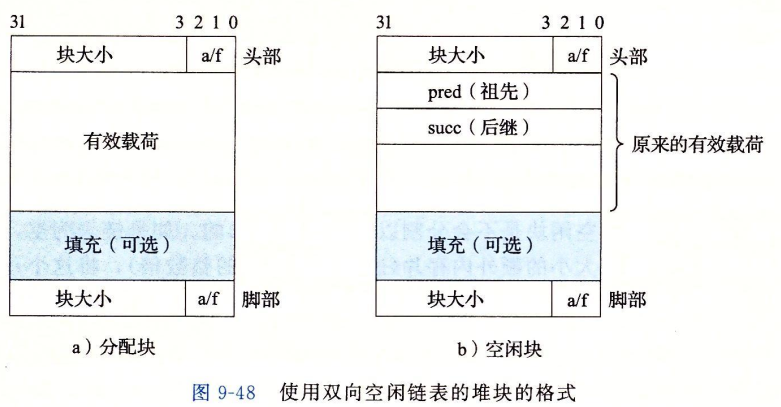 31 3 2 1 0
块大小 a/f 头部
有效载荷
填充（可选）
块大小 a/f 脚部
a）分配块
31 3 2 1 0
块大小 a/f 头部
pred（祖先）
succ（后继）
原来的有效载荷
填充（可选）
块大小 a/f 脚部
b）空闲块
图 9-48 使用双向空闲链表的堆块的格式